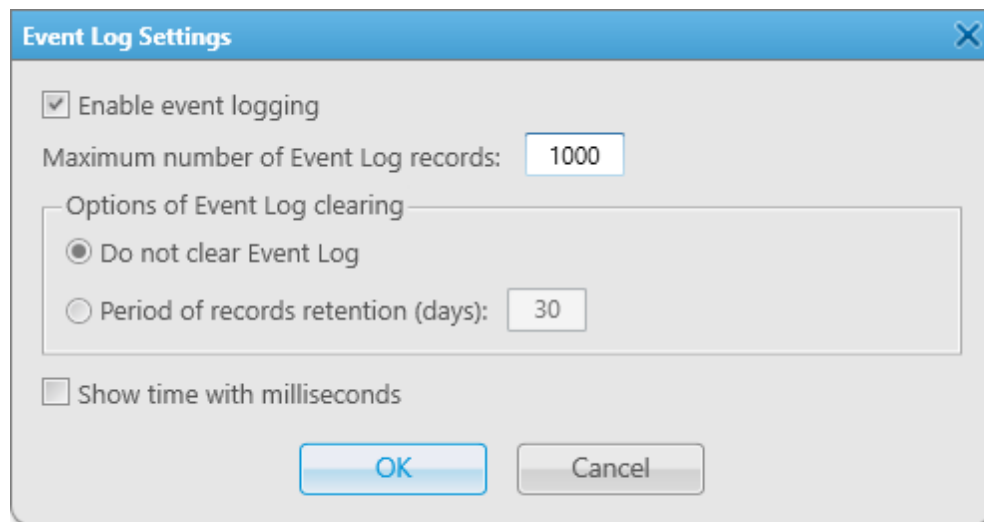 Event Log Settings
Enable event logging
Maximum number of Event Log records: 1000
Options of Event Log clearing
Do not clear Event Log
Period of records retention (days): 30
Show time with milliseconds
OK Cancel